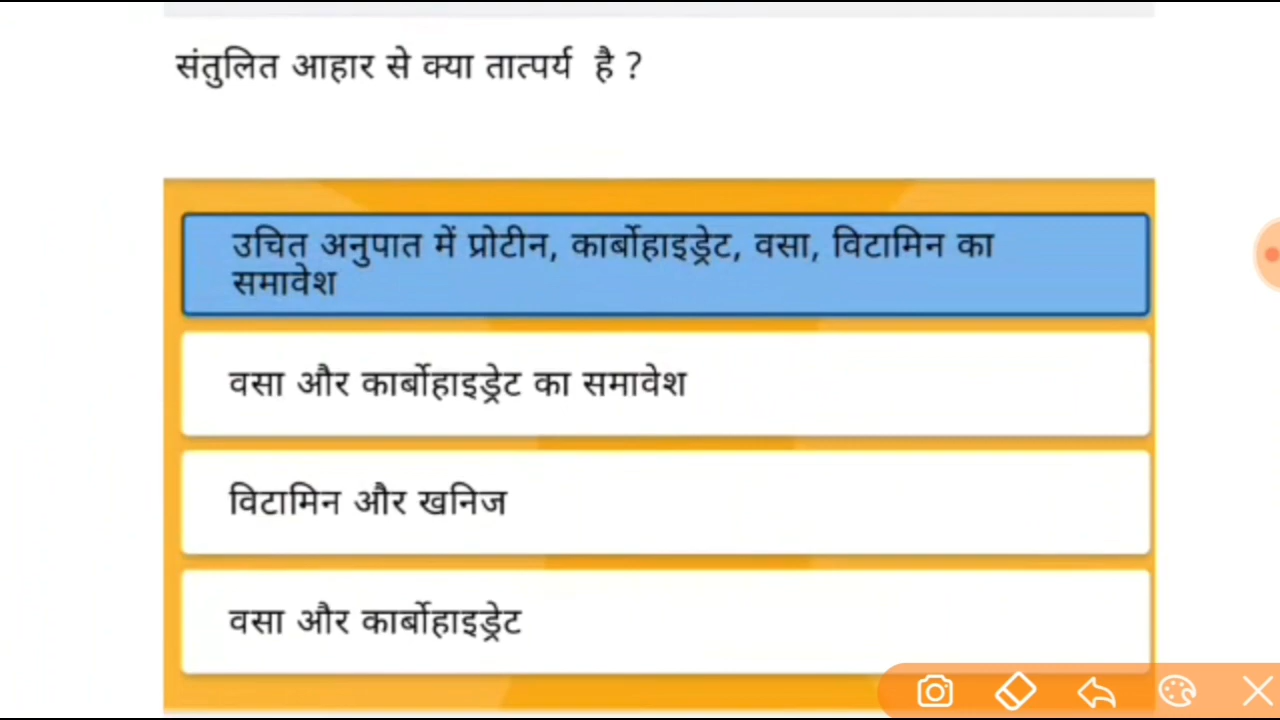 संतुलित आहार से क्या तात्पर्य है ?
उचित अनुपात में प्रोटीन, कार्बोहाइड्रेट, वसा, विटामिन का
समावेश
वसा और कार्बोहाइड्रेट का समावेश
विटामिन और खनिज
वसा और कार्बोहाइड्रेट